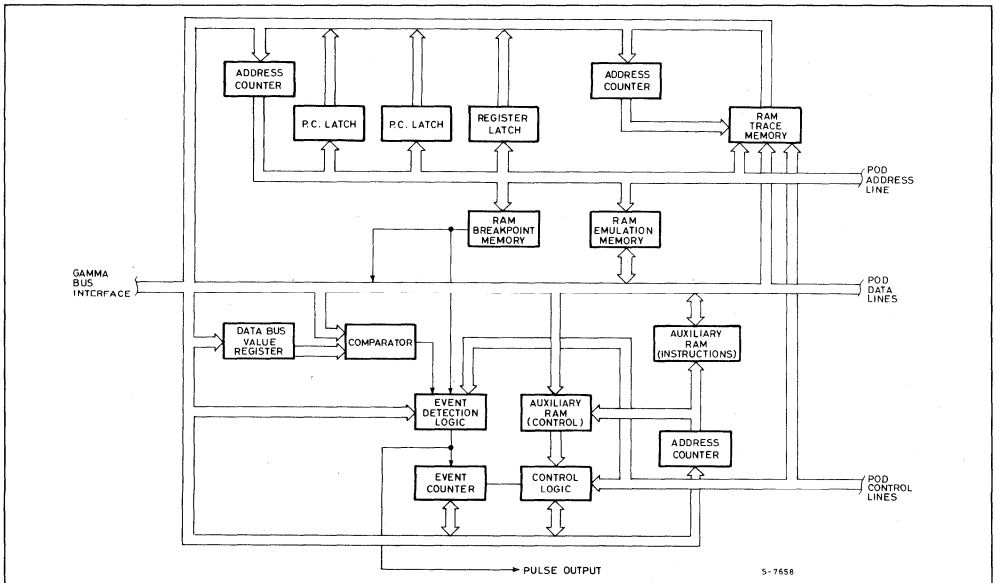 ADDRESS
COUNTER
P.C. LATCH
P.C. LATCH
REGISTER
LATCH
ADDRESS
COUNTER
RAM
TRACE
MEMORY
POD
ADDRESS
LINE
RAM
BREAKPOINT
MEMORY
RAM
EMULATION
MEMORY
GAMMA
BUS
INTERFACE
POD
DATA
LINES
DATA BUS
VALUE
REGISTER
COMPARATOR
AUXILIARY
RAM
(INSTRUCTIONS)
EVENT
DETECTION
LOGIC
AUXILIARY
RAM
(CONTROL)
ADDRESS
COUNTER
EVENT
COUNTER
CONTROL
LOGIC
POD
CONTROL
LINES
PULSE OUTPUT
S-7658